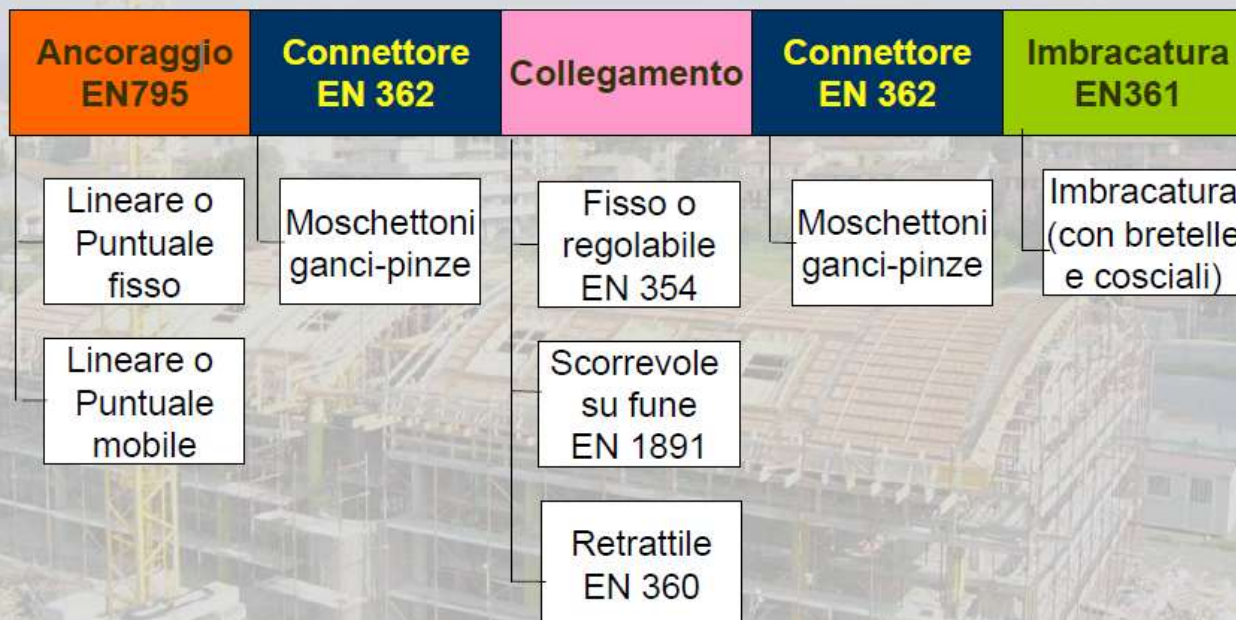 Ancoraggio
EN795
Connettore
EN 362
Collegamento
Connettore
EN 362
Imbracatura
EN361
Lineare o
Puntuale
fisso
Lineare o
Puntuale
mobile
Moschettoni
ganci-pinze
Fisso o
regolabile
EN 354
Scorrevole
su fune
EN 1891
Retrattile
EN 360
Moschettoni
ganci-pinze
Imbracatura
(con bretelle
e cosciali)